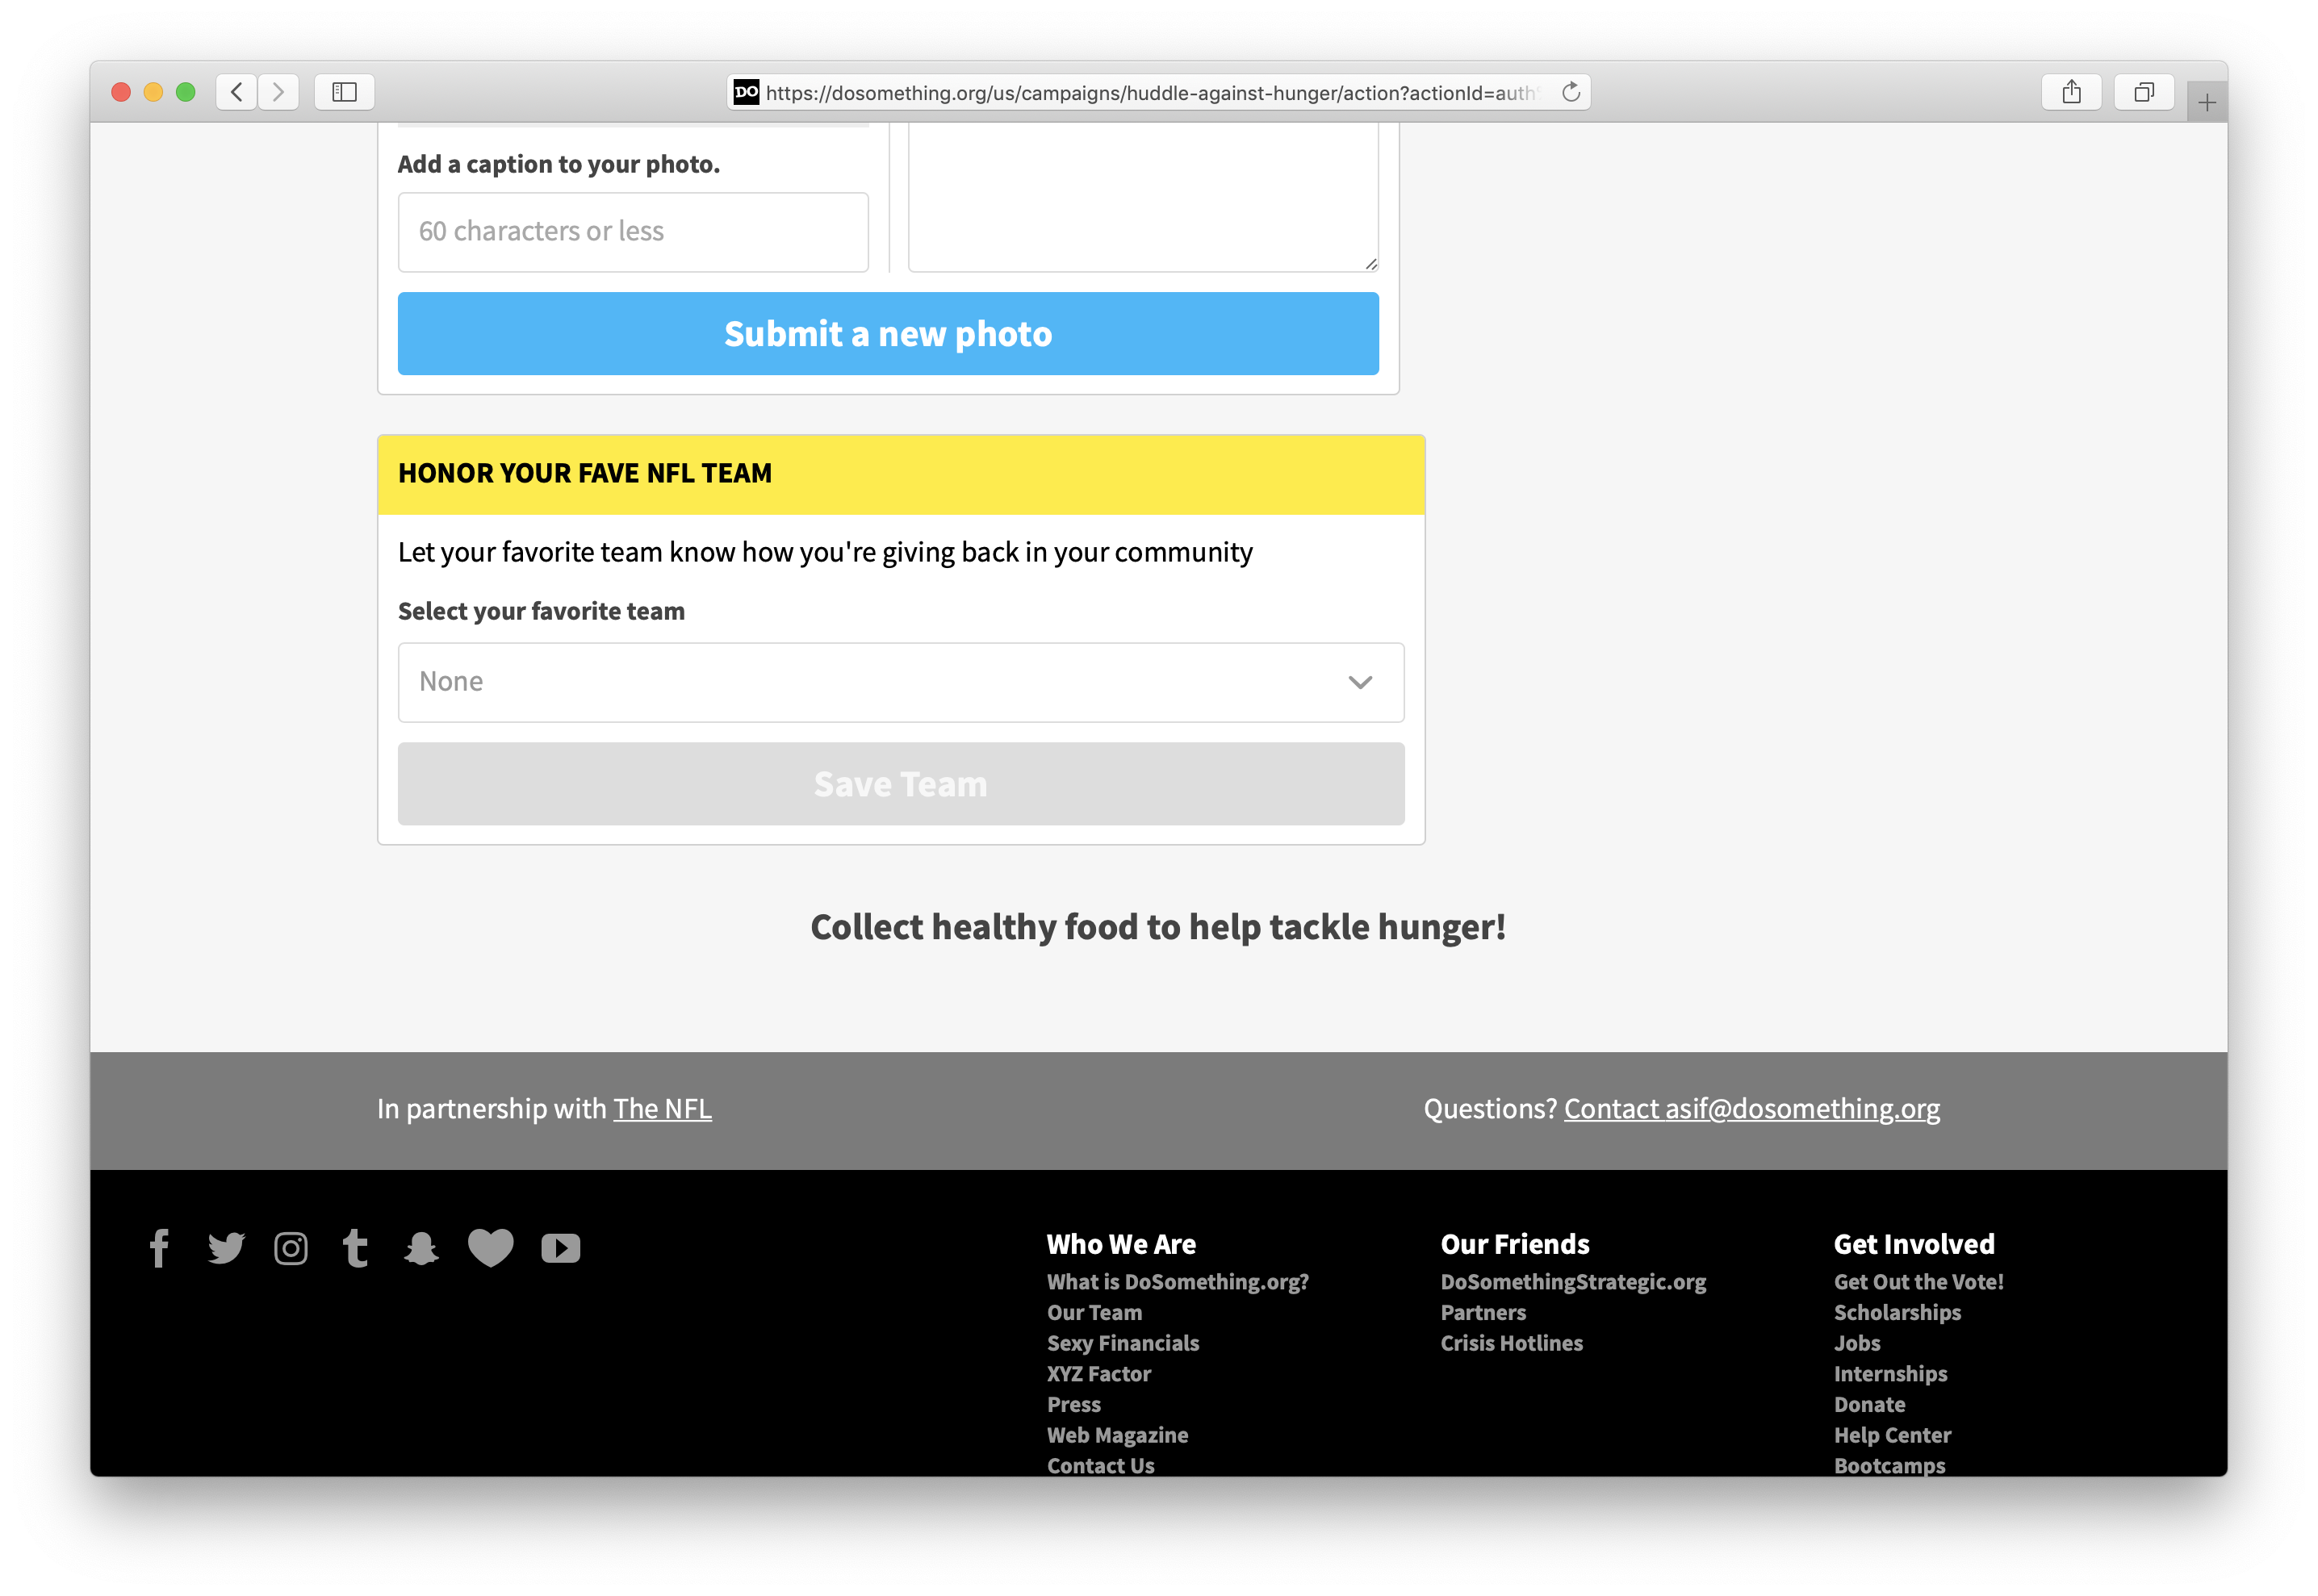 DO https://dosomething.org/us/campaigns/huddle-against-hunger/action?actionId=auth
Add a caption to your photo.
60 characters or less
Submit a new photo
HONOR YOUR FAVE NFL TEAM
Let your favorite team know how you're giving back in your community
Select your favorite team
None
Save Team
Collect healthy food to help tackle hunger!
In partnership with The NFL
Questions? Contact asif@dosomething.org
Who We Are
What is DoSomething.org?
Our Team
Sexy Financials
XYZ Factor
Press
Web Magazine
Contact Us
Our Friends
DoSomethingStrategic.org
Partners
Crisis Hotlines
Get Involved
Get Out the Vote!
Scholarships
Jobs
Internships
Donate
Help Center
Bootcamps